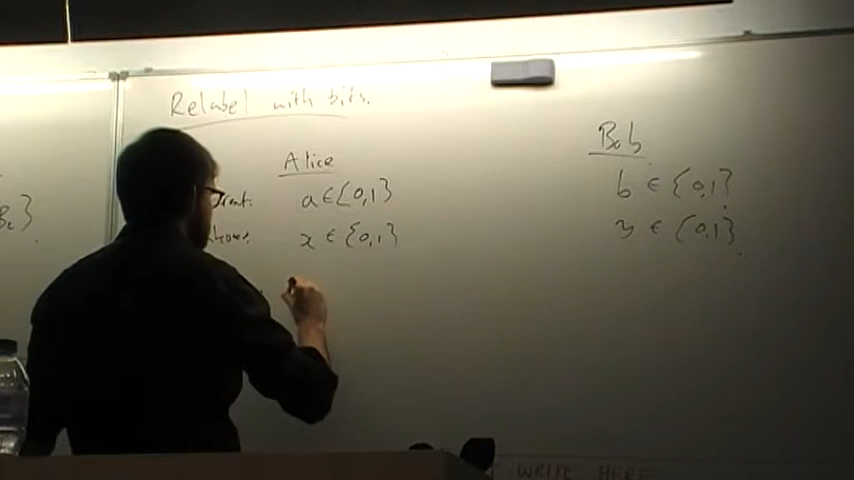 Relabel with bits.
Alice
Bob
a ∈ {0,1}
b ∈ {0,1}
x ∈ {0,1}
y ∈ {0,1}
WRITE HERE